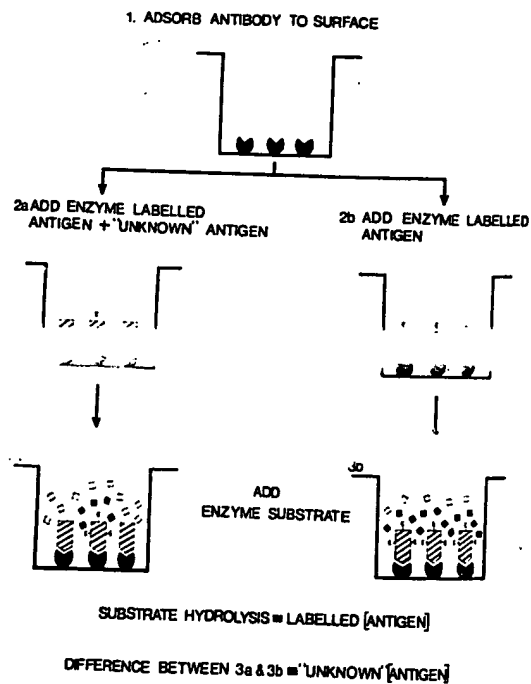 1. ADSORB ANTIBODY TO SURFACE
2a ADD ENZYME LABELLED
ANTIGEN + "UNKNOWN" ANTIGEN
2b ADD ENZYME LABELLED
ANTIGEN
3b
ADD
ENZYME SUBSTRATE
SUBSTRATE HYDROLYSIS ≡ LABELLED [ANTIGEN]
DIFFERENCE BETWEEN 3a & 3b ≡ "UNKNOWN" [ANTIGEN]